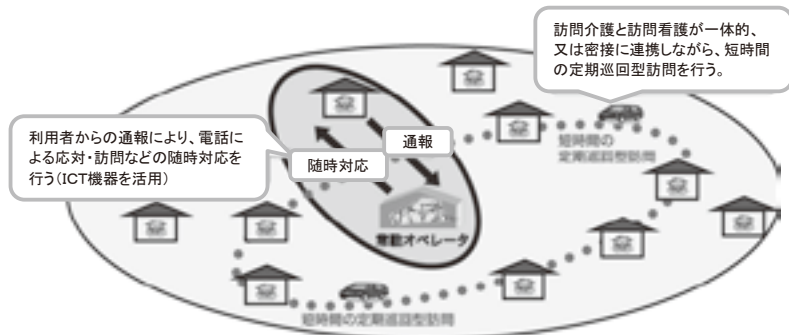 訪問介護と訪問看護が一体的、
又は密接に連携しながら、短時間
の定期巡回型訪問を行う。
利用者からの通報により、電話に
よる応対・訪問などの随時対応を
行う(ICT機器を活用)
通報
随時対応
短時間の
定期巡回型訪問
常駐オペレータ
短時間の定期巡回型訪問